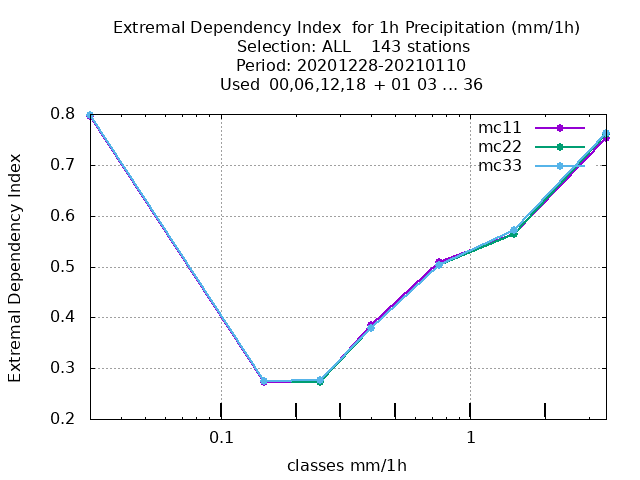 Extremal Dependency Index  for 1h Precipitation (mm/1h)
Selection: ALL    143 stations
Period: 20201228-20210110
Used  00,06,12,18  + 01 03 ... 36
0.8
mc11
mc22
mc33
0.7
0.6
0.5
0.4
0.3
0.2
Extremal Dependency Index
0.1
1
classes mm/1h